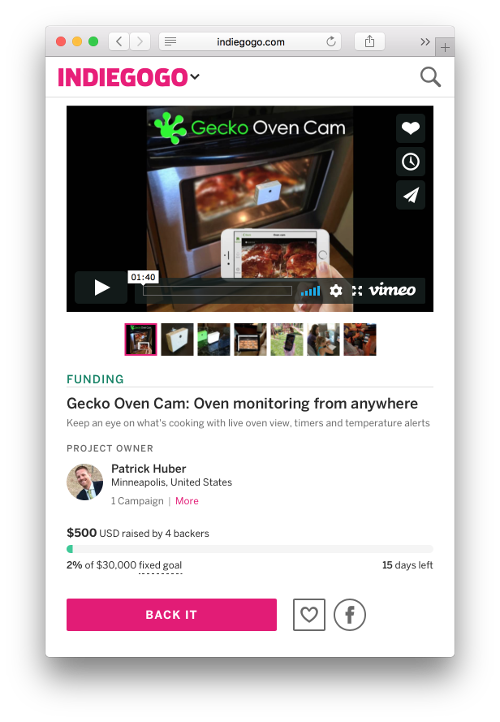 indiegogo.com
INDIEGOGO
Gecko Oven Cam
01:40
vimeo
FUNDING
Gecko Oven Cam: Oven monitoring from anywhere
Keep an eye on what's cooking with live oven view, timers and temperature alerts
PROJECT OWNER
Patrick Huber
Minneapolis, United States
1 Campaign | More
$500 USD raised by 4 backers
2% of $30,000 fixed goal 15 days left
BACK IT